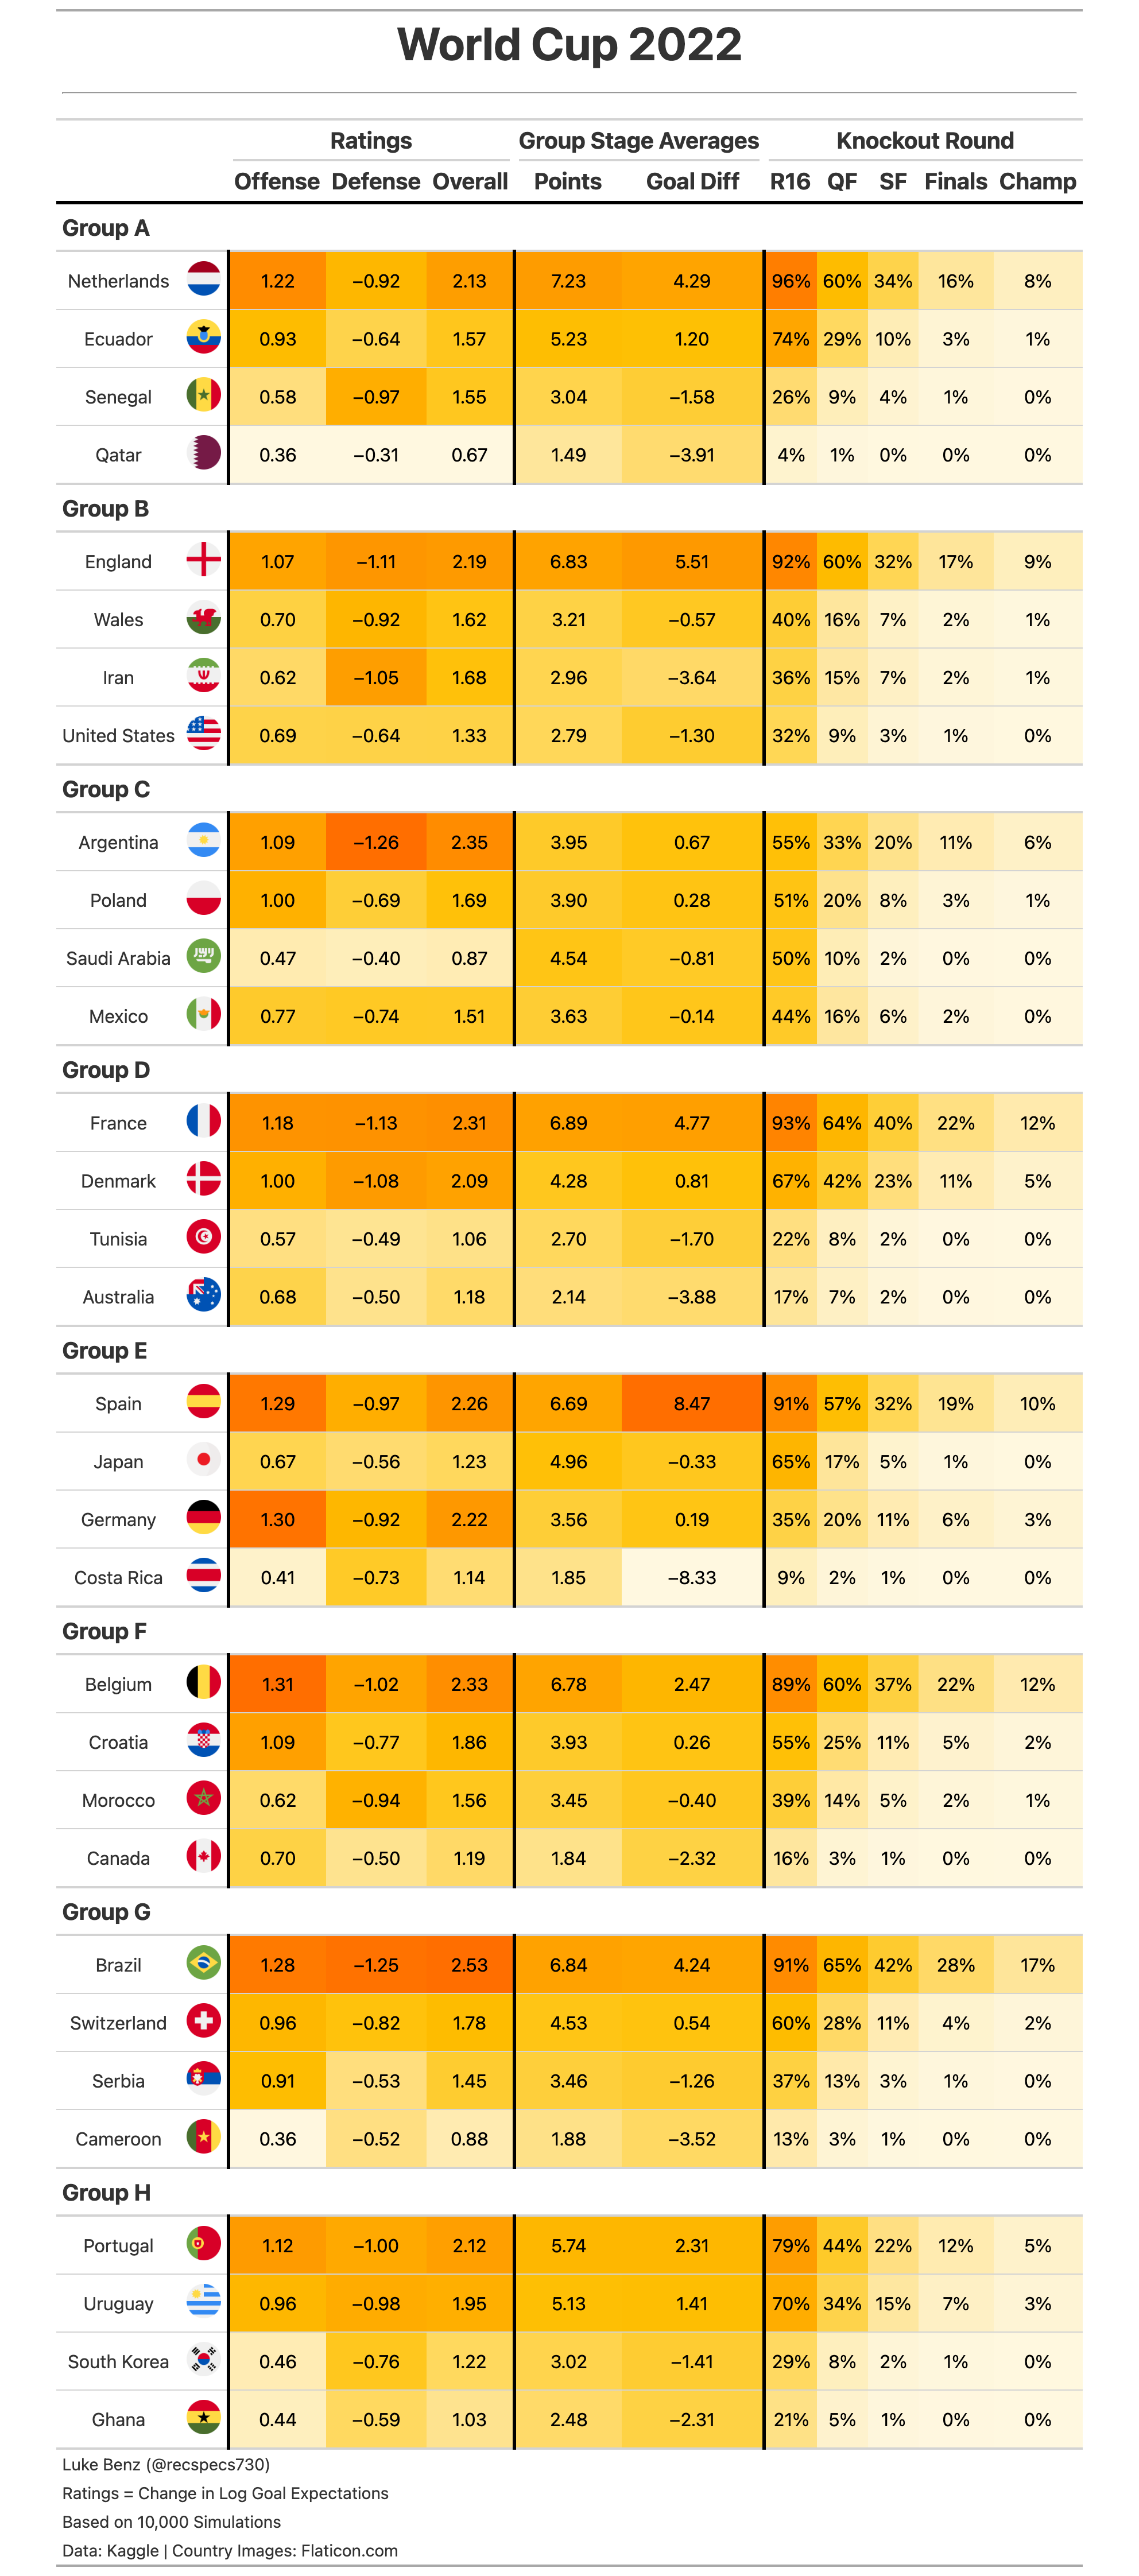 World Cup 2022
Ratings Group Stage Averages Knockout Round
Offense Defense Overall Points Goal Diff R16 QF SF Finals Champ
Group A
Netherlands 1.22 −0.92 2.13 7.23 4.29 96% 60% 34% 16% 8%
Ecuador 0.93 −0.64 1.57 5.23 1.20 74% 29% 10% 3% 1%
Senegal 0.58 −0.97 1.55 3.04 −1.58 26% 9% 4% 1% 0%
Qatar 0.36 −0.31 0.67 1.49 −3.91 4% 1% 0% 0% 0%
Group B
England 1.07 −1.11 2.19 6.83 5.51 92% 60% 32% 17% 9%
Wales 0.70 −0.92 1.62 3.21 −0.57 40% 16% 7% 2% 1%
Iran 0.62 −1.05 1.68 2.96 −3.64 36% 15% 7% 2% 1%
United States 0.69 −0.64 1.33 2.79 −1.30 32% 9% 3% 1% 0%
Group C
Argentina 1.09 −1.26 2.35 3.95 0.67 55% 33% 20% 11% 6%
Poland 1.00 −0.69 1.69 3.90 0.28 51% 20% 8% 3% 1%
Saudi Arabia 0.47 −0.40 0.87 4.54 −0.81 50% 10% 2% 0% 0%
Mexico 0.77 −0.74 1.51 3.63 −0.14 44% 16% 6% 2% 0%
Group D
France 1.18 −1.13 2.31 6.89 4.77 93% 64% 40% 22% 12%
Denmark 1.00 −1.08 2.09 4.28 0.81 67% 42% 23% 11% 5%
Tunisia 0.57 −0.49 1.06 2.70 −1.70 22% 8% 2% 0% 0%
Australia 0.68 −0.50 1.18 2.14 −3.88 17% 7% 2% 0% 0%
Group E
Spain 1.29 −0.97 2.26 6.69 8.47 91% 57% 32% 19% 10%
Japan 0.67 −0.56 1.23 4.96 −0.33 65% 17% 5% 1% 0%
Germany 1.30 −0.92 2.22 3.56 0.19 35% 20% 11% 6% 3%
Costa Rica 0.41 −0.73 1.14 1.85 −8.33 9% 2% 1% 0% 0%
Group F
Belgium 1.31 −1.02 2.33 6.78 2.47 89% 60% 37% 22% 12%
Croatia 1.09 −0.77 1.86 3.93 0.26 55% 25% 11% 5% 2%
Morocco 0.62 −0.94 1.56 3.45 −0.40 39% 14% 5% 2% 1%
Canada 0.70 −0.50 1.19 1.84 −2.32 16% 3% 1% 0% 0%
Group G
Brazil 1.28 −1.25 2.53 6.84 4.24 91% 65% 42% 28% 17%
Switzerland 0.96 −0.82 1.78 4.53 0.54 60% 28% 11% 4% 2%
Serbia 0.91 −0.53 1.45 3.46 −1.26 37% 13% 3% 1% 0%
Cameroon 0.36 −0.52 0.88 1.88 −3.52 13% 3% 1% 0% 0%
Group H
Portugal 1.12 −1.00 2.12 5.74 2.31 79% 44% 22% 12% 5%
Uruguay 0.96 −0.98 1.95 5.13 1.41 70% 34% 15% 7% 3%
South Korea 0.46 −0.76 1.22 3.02 −1.41 29% 8% 2% 1% 0%
Ghana 0.44 −0.59 1.03 2.48 −2.31 21% 5% 1% 0% 0%
Luke Benz (@recspecs730)
Ratings = Change in Log Goal Expectations
Based on 10,000 Simulations
Data: Kaggle | Country Images: Flaticon.com